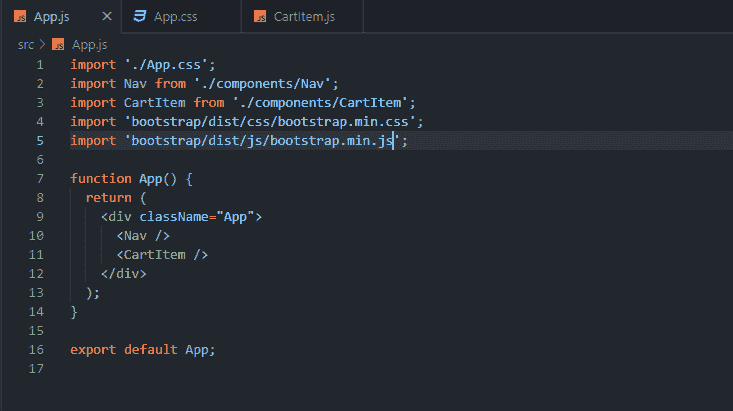 JS App.js × App.css JS CartItem.js
src > JS App.js
1 import './App.css';
2 import Nav from './components/Nav';
3 import CartItem from './components/CartItem';
4 import 'bootstrap/dist/css/bootstrap.min.css';
5 import 'bootstrap/dist/js/bootstrap.min.js';
6
7 function App() {
8   return (
9     <div className="App">
10       <Nav />
11       <CartItem />
12     </div>
13   );
14 }
15
16 export default App;
17